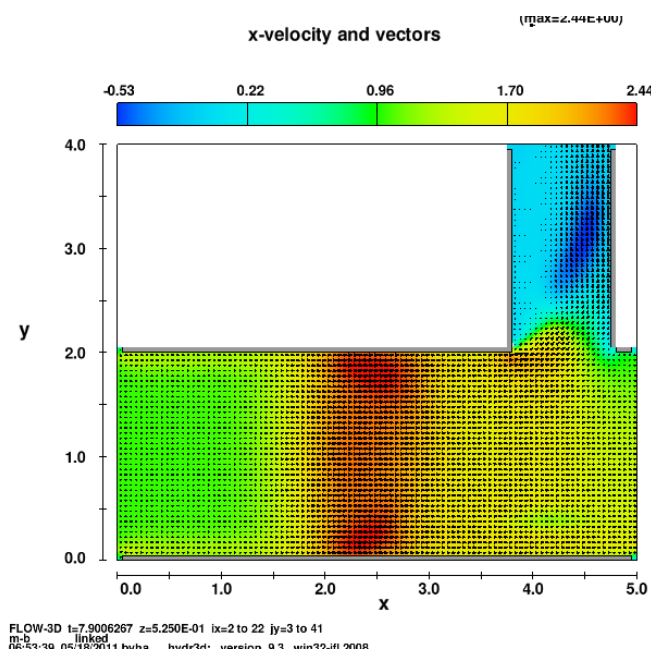 (max=2.44E+00)
x-velocity and vectors
-0.53 0.22 0.96 1.70 2.44
4.0
3.0
y
2.0
1.0
0.0
0.0 1.0 2.0 3.0 4.0 5.0
x
FLOW-3D t=7.9006267 z=5.250E-01 ix=2 to 22 jy=3 to 41
m-b linked
06:53:39 05/18/2011 hydr3d: version 9.3 win32-ifl 2008